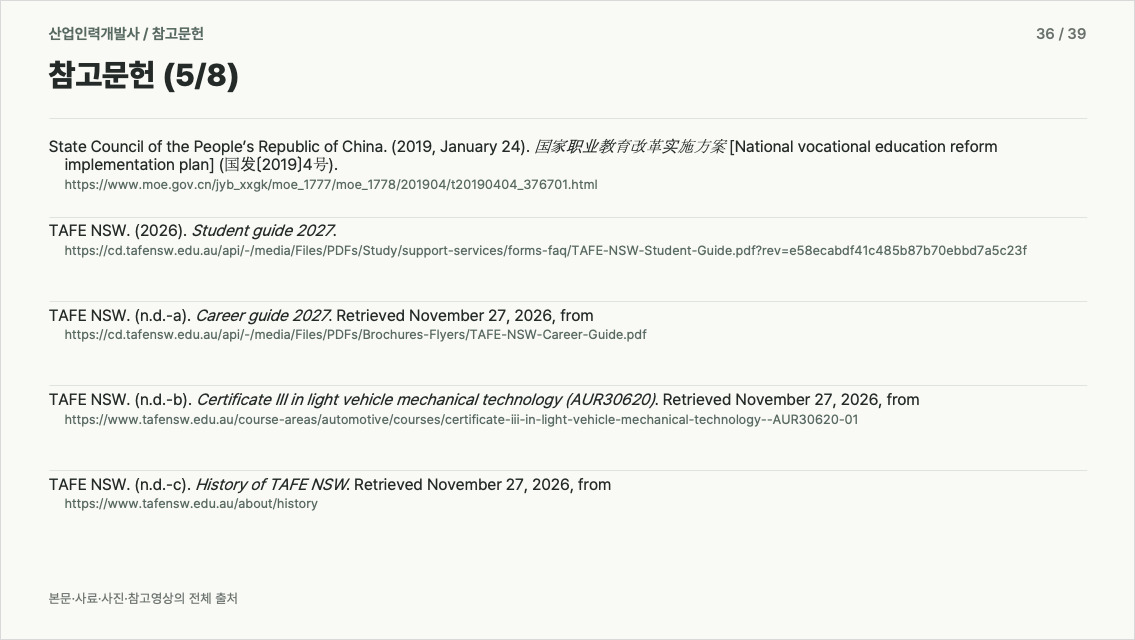 산업인력개발사 / 참고문헌
36 / 39
참고문헌 (5/8)
State Council of the People’s Republic of China. (2019, January 24). 国家职业教育改革实施方案 [National vocational education reform
implementation plan] (国发[2019]4号).
https://www.moe.gov.cn/jyb_xxgk/moe_1777/moe_1778/201904/t20190404_376701.html
TAFE NSW. (2026). Student guide 2027.
https://cd.tafensw.edu.au/api/-/media/Files/PDFs/Study/support-services/forms-faq/TAFE-NSW-Student-Guide.pdf?rev=e58ecabdf41c485b87b70ebbd7a5c23f
TAFE NSW. (n.d.-a). Career guide 2027. Retrieved November 27, 2026, from
https://cd.tafensw.edu.au/api/-/media/Files/PDFs/Brochures-Flyers/TAFE-NSW-Career-Guide.pdf
TAFE NSW. (n.d.-b). Certificate III in light vehicle mechanical technology (AUR30620). Retrieved November 27, 2026, from
https://www.tafensw.edu.au/course-areas/automotive/courses/certificate-iii-in-light-vehicle-mechanical-technology--AUR30620-01
TAFE NSW. (n.d.-c). History of TAFE NSW. Retrieved November 27, 2026, from
https://www.tafensw.edu.au/about/history
본문·사료·사진·참고영상의 전체 출처